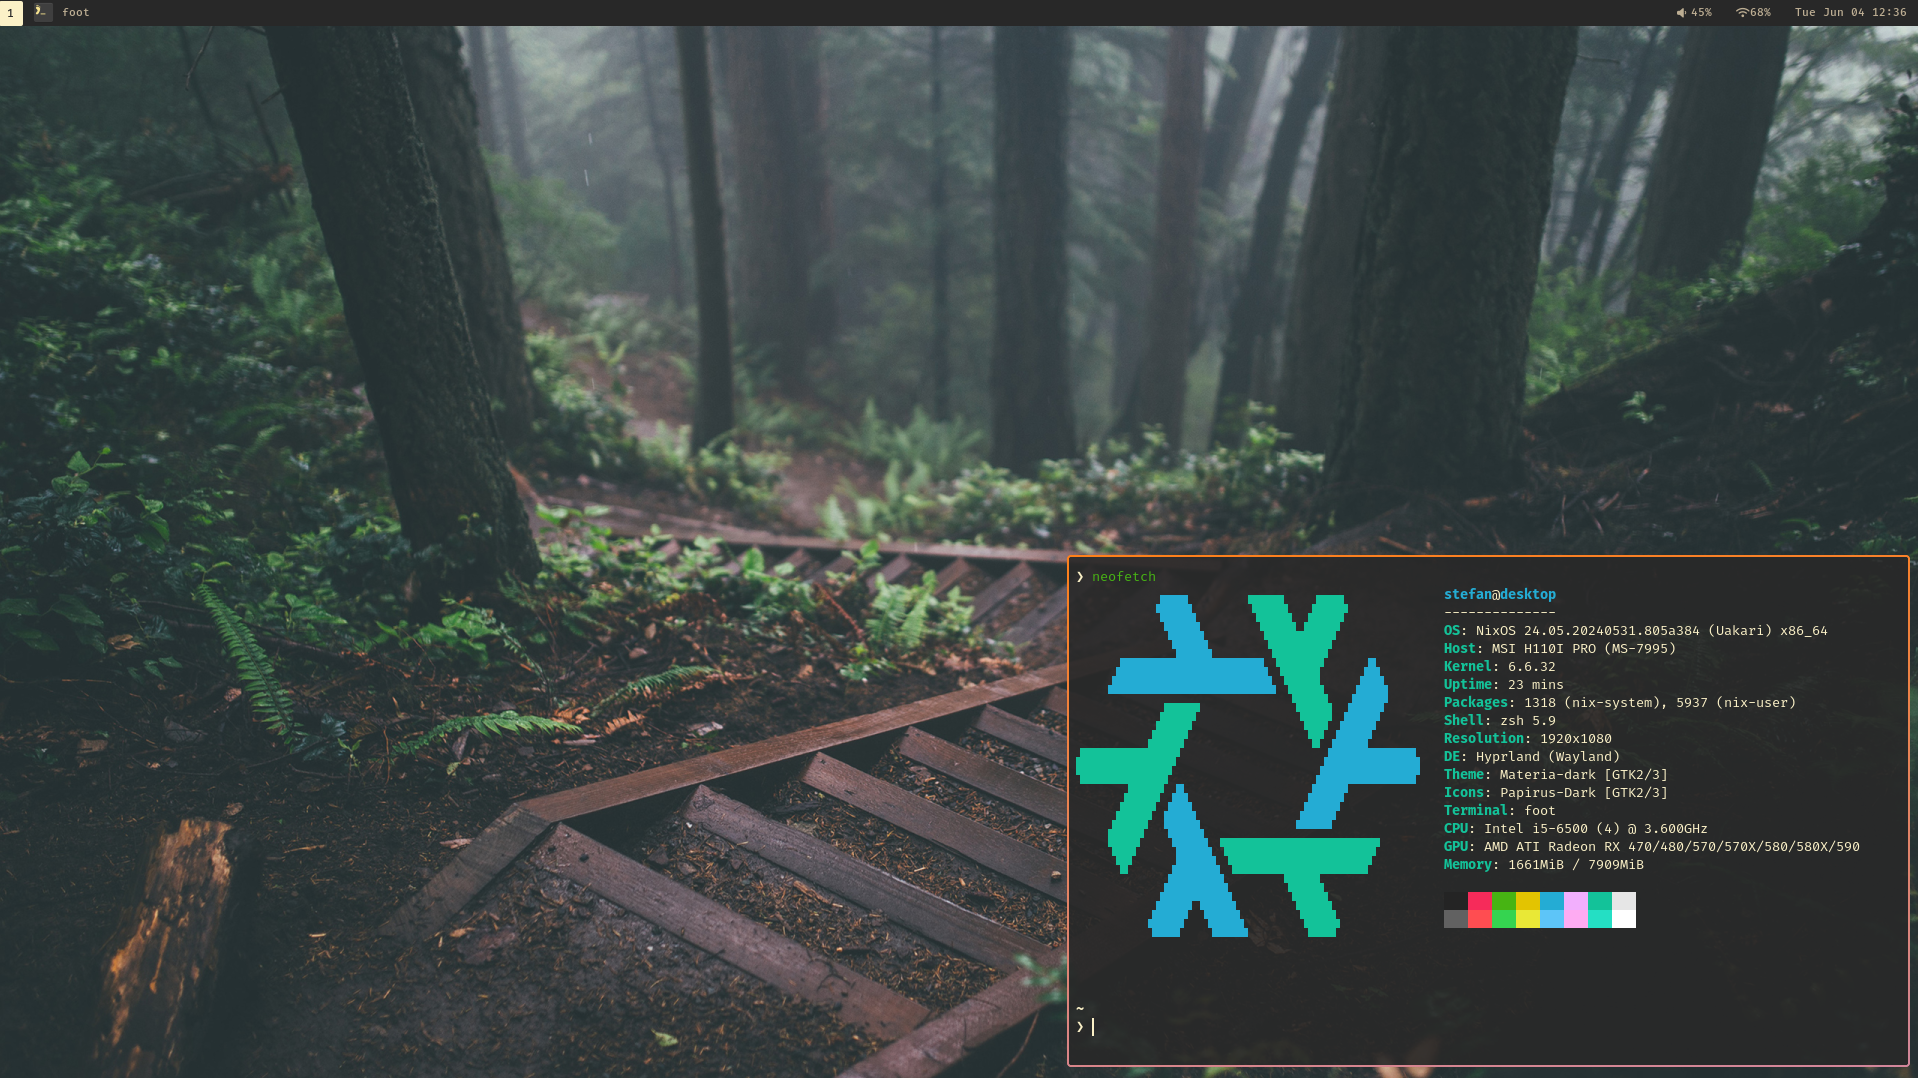 1 foot 45% 68% Tue Jun 04 12:36
❯ neofetch
stefan@desktop
--------------
OS: NixOS 24.05.20240531.805a384 (Uakari) x86_64
Host: MSI H110I PRO (MS-7995)
Kernel: 6.6.32
Uptime: 23 mins
Packages: 1318 (nix-system), 5937 (nix-user)
Shell: zsh 5.9
Resolution: 1920x1080
DE: Hyprland (Wayland)
Theme: Materia-dark [GTK2/3]
Icons: Papirus-Dark [GTK2/3]
Terminal: foot
CPU: Intel i5-6500 (4) @ 3.600GHz
GPU: AMD ATI Radeon RX 470/480/570/570X/580/580X/590
Memory: 1661MiB / 7909MiB
~
❯